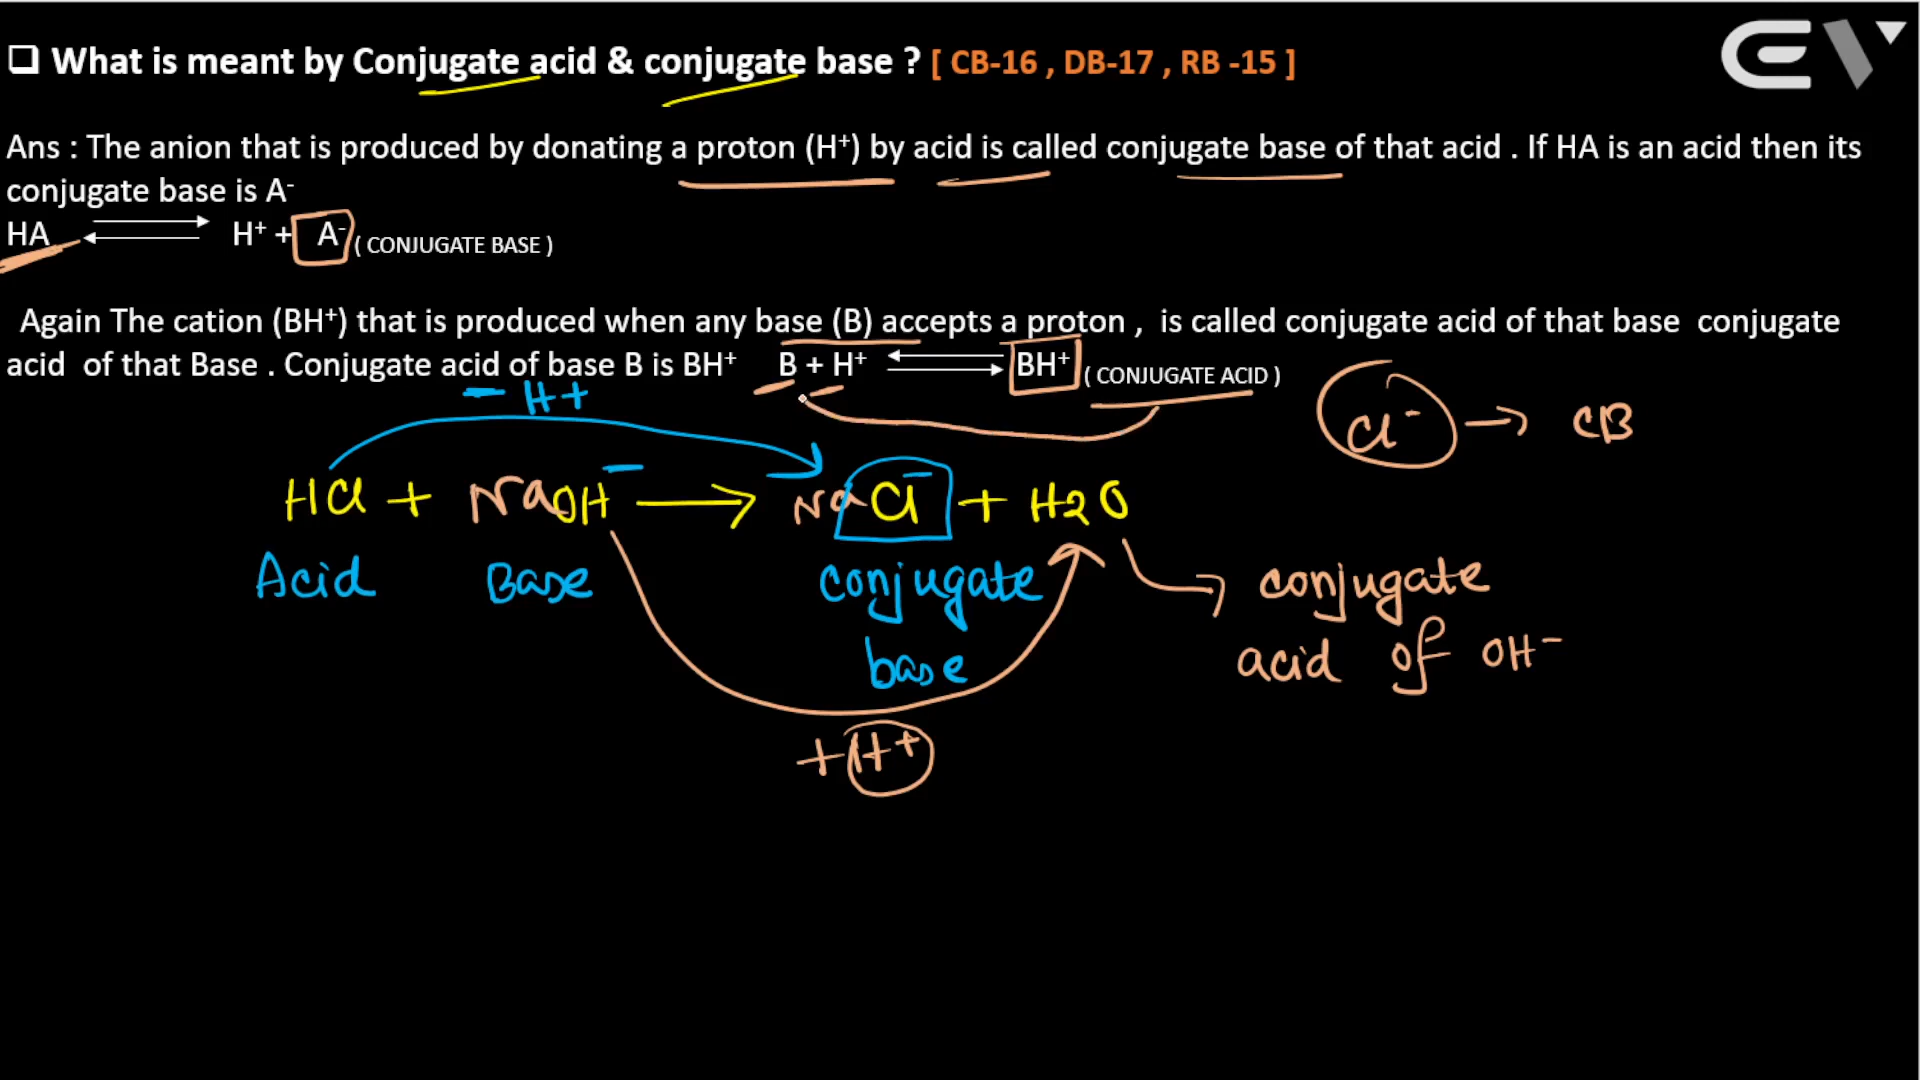 ❑ What is meant by Conjugate acid & conjugate base ? [ CB-16 , DB-17 , RB -15 ]
EV
Ans : The anion that is produced by donating a proton (H⁺) by acid is called conjugate base of that acid . If HA is an acid then its
conjugate base is A⁻
HA ⇌ H⁺ + A⁻ ( CONJUGATE BASE )
Again The cation (BH⁺) that is produced when any base (B) accepts a proton , is called conjugate acid of that base conjugate
acid of that Base . Conjugate acid of base B is BH⁺ B + H⁺ ⇌ BH⁺ ( CONJUGATE ACID )
- H+
Cl⁻ → CB
HCl + NaOH⁻ → NaCl⁻ + H2O
Acid Base conjugate
base
conjugate
acid of OH⁻
+H⁺